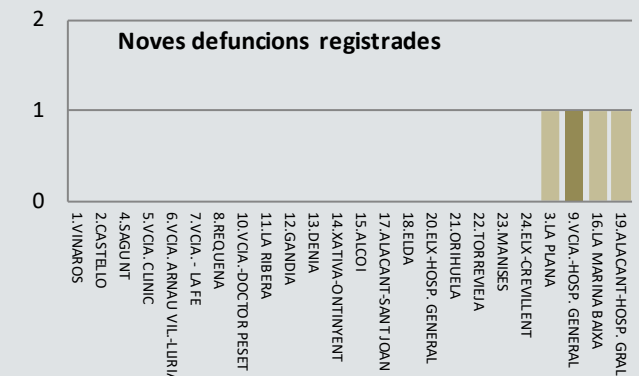 Noves defuncions registrades
2
1
0
1.VINAROS
2.CASTELLO
4.SAGUNT
5.VCIA. CLINIC
6.VCIA. ARNAU VIL.-LLIRIA
7.VCIA. - LA FE
8.REQUENA
10.VCIA.-DOCTOR PESET
11.LA RIBERA
12.GANDIA
13.DENIA
14.XATIVA-ONTINYENT
15.ALCOI
17.ALACANT-SANT JOAN
18.ELDA
20.ELX-HOSP. GENERAL
21.ORIHUELA
22.TORREVIEJA
23.MANISES
24.ELX-CREVILLENT
3.LA PLANA
9.VCIA.-HOSP. GENERAL
16.LA MARINA BAIXA
19.ALACANT-HOSP. GRAL